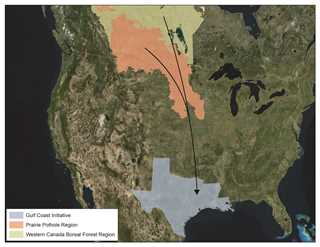 Gulf Coast Initiative
Prairie Pothole Region
Western Canada Boreal Forest Region